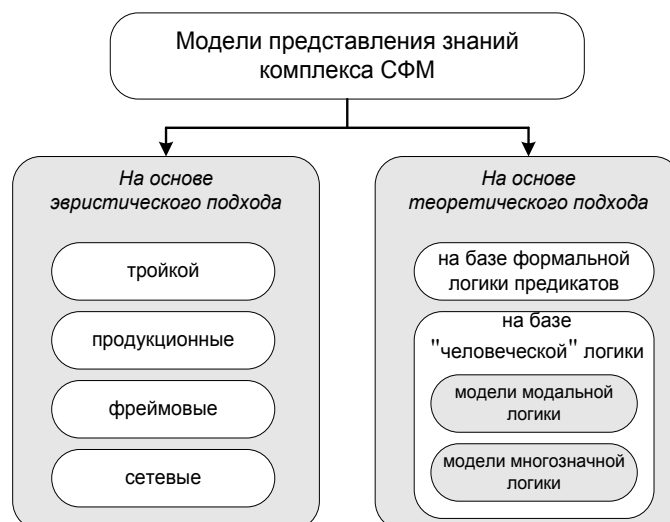 Модели представления знаний
комплекса СФМ
На основе
эвристического подхода
тройкой
продукционные
фреймовые
сетевые
На основе
теоретического подхода
на базе формальной
логики предикатов
на базе
"человеческой" логики
модели модальной
логики
модели многозначной
логики